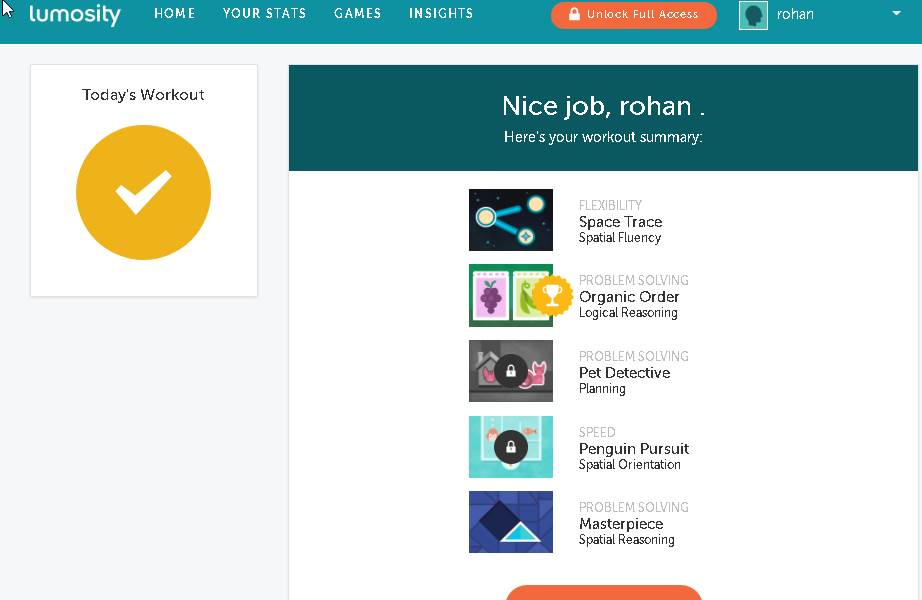 lumosity
HOME YOUR STATS GAMES INSIGHTS
Unlock Full Access
rohan
Today's Workout
Nice job, rohan .
Here's your workout summary:
FLEXIBILITY
Space Trace
Spatial Fluency
PROBLEM SOLVING
Organic Order
Logical Reasoning
PROBLEM SOLVING
Pet Detective
Planning
SPEED
Penguin Pursuit
Spatial Orientation
PROBLEM SOLVING
Masterpiece
Spatial Reasoning